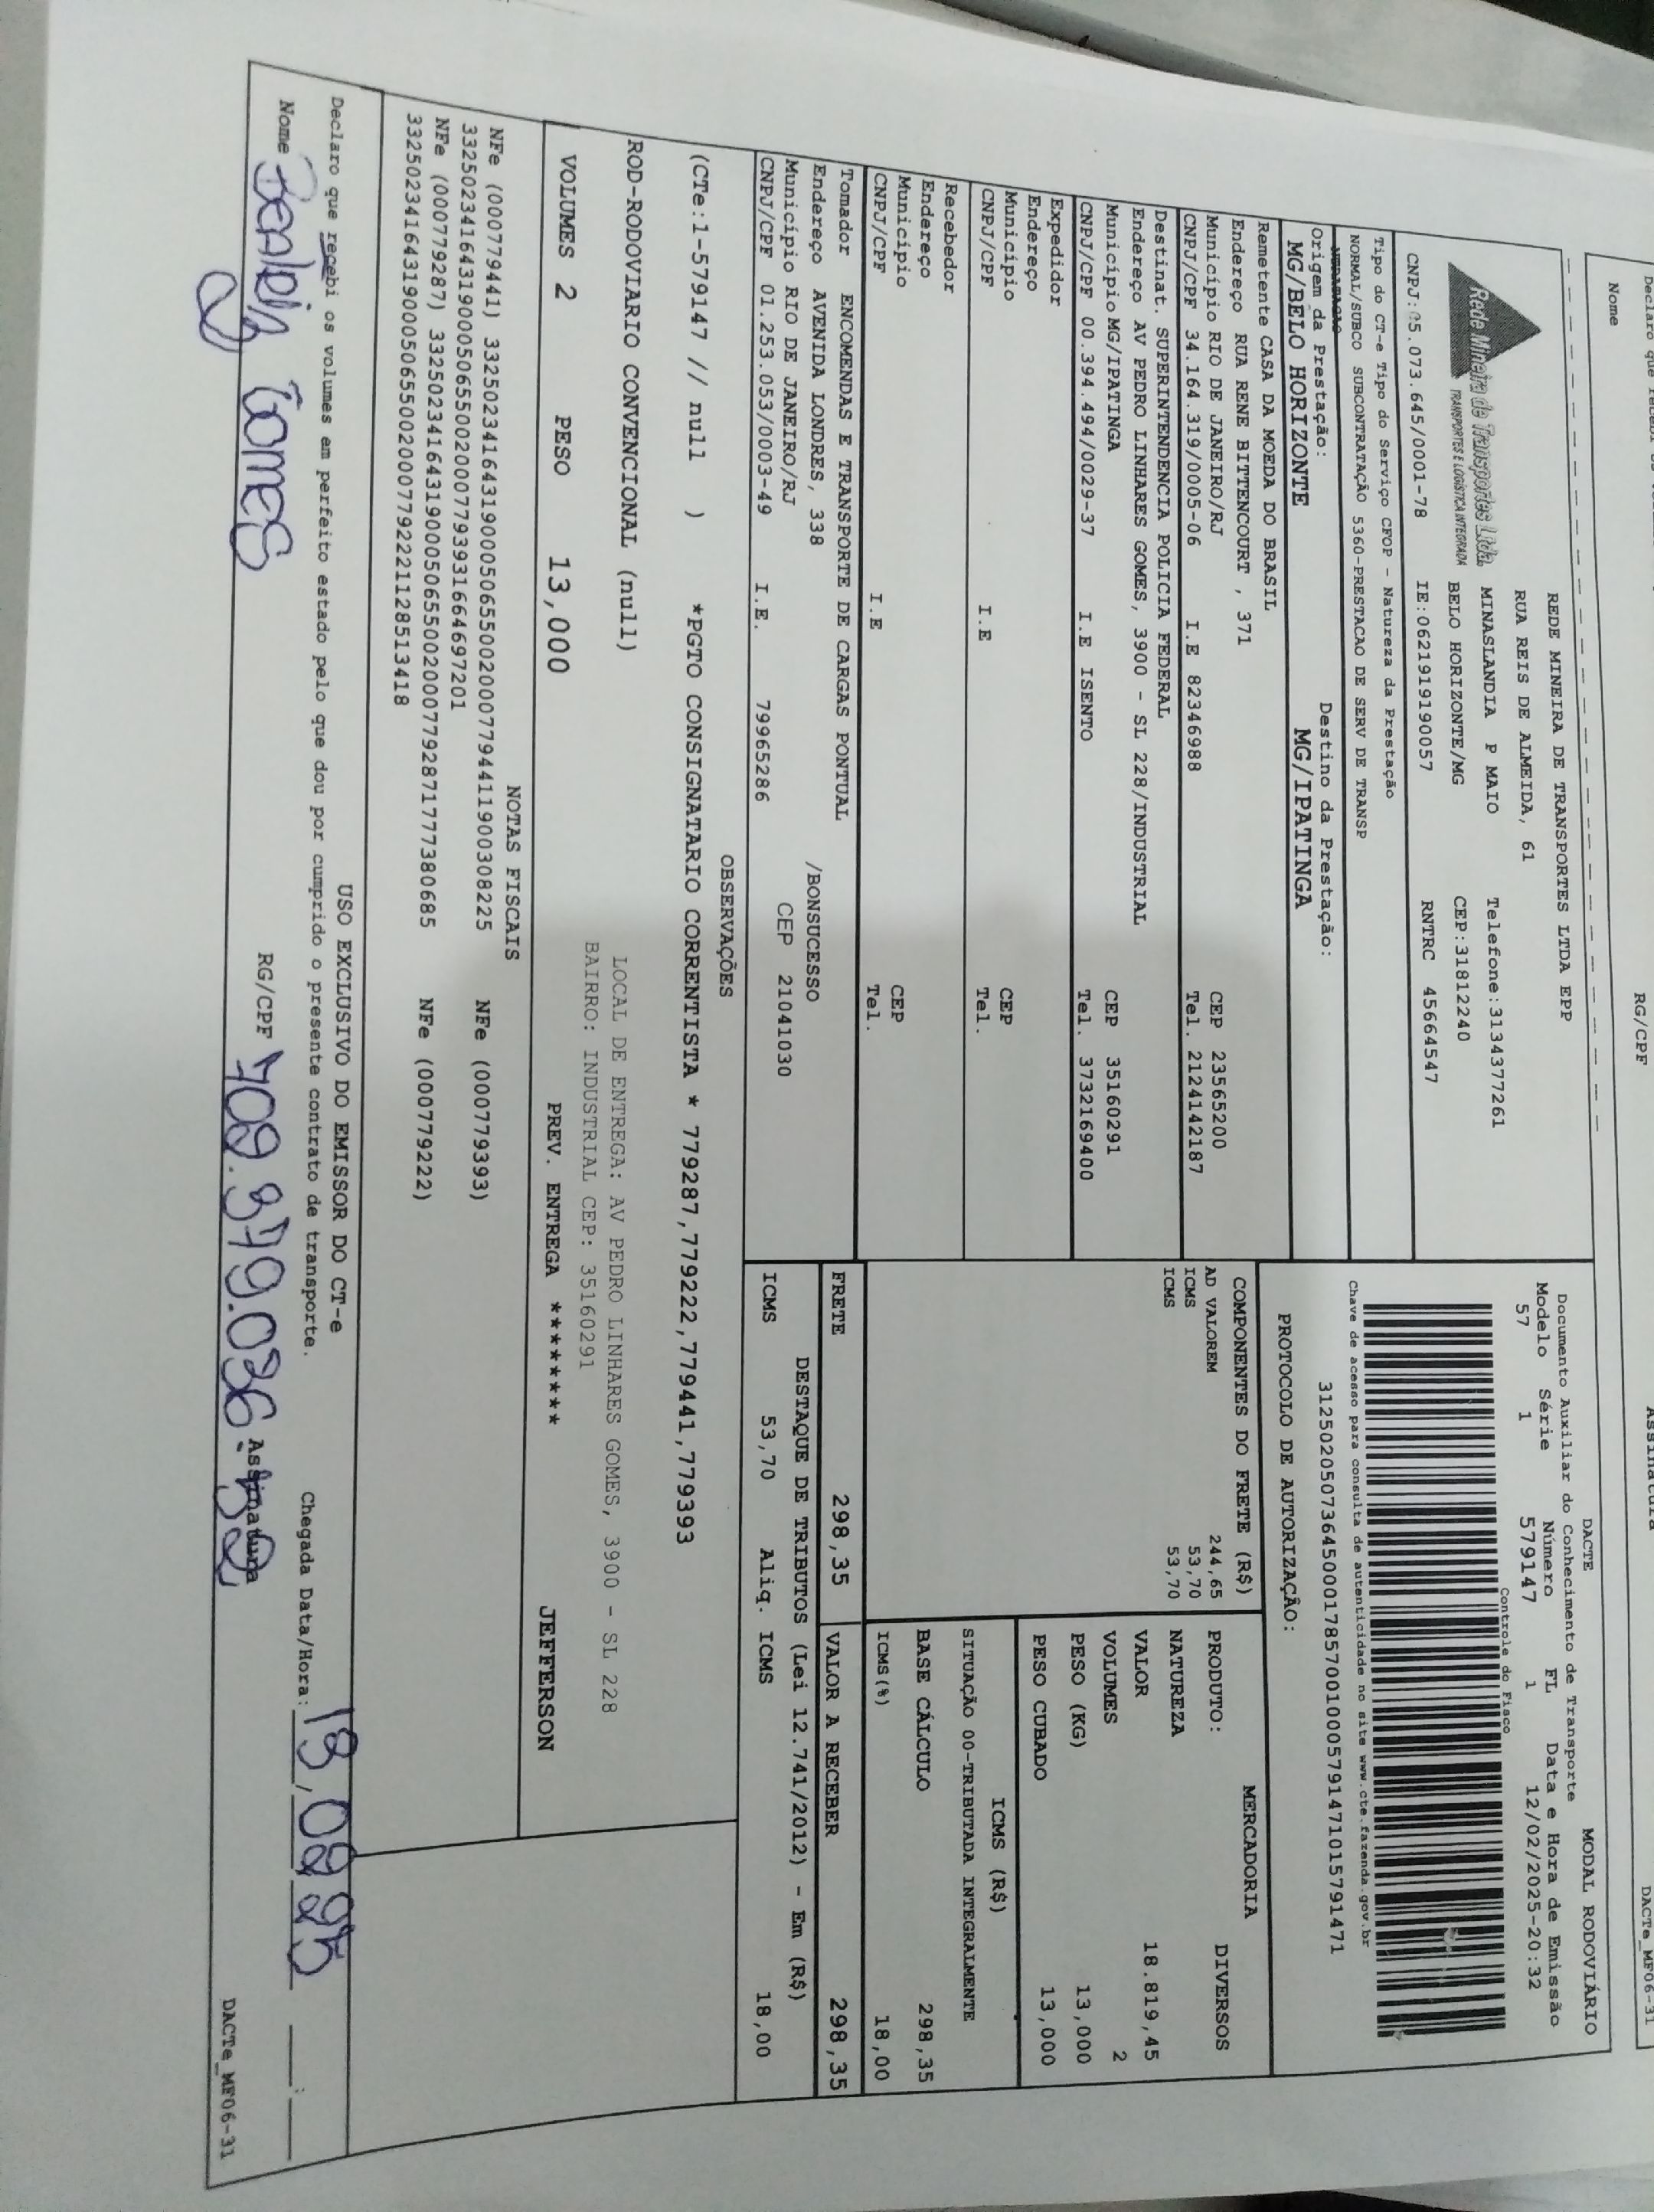 Declaro que recebi os
Nome RG/CPF Assinatura DACTe_MF06-31
Rede Mineira de Transportes Ltda.
TRANSPORTES E LOGÍSTICA INTEGRADA
REDE MINEIRA DE TRANSPORTES LTDA EPP
RUA REIS DE ALMEIDA, 61
MINASLANDIA P MAIO Telefone:3134377261
BELO HORIZONTE/MG CEP:31812240
CNPJ:05.073.645/0001-78 IE:0621919190057 RNTRC 45664547
DACTE MODAL RODOVIÁRIO
Documento Auxiliar do Conhecimento de Transporte
Modelo Série Número FL Data e Hora de Emissão
57 1 579147 1 12/02/2025-20:32
Controle do Fisco
Chave de acesso para consulta de autenticidade no site www.cte.fazenda.gov.br
31250205073645000178570010005791471015791471
PROTOCOLO DE AUTORIZAÇÃO:
Tipo do CT-e Tipo do Serviço CFOP - Natureza da Prestação
NORMAL/SUBCO SUBCONTRATAÇÃO 5360-PRESTACAO DE SERV DE TRANSP
Origem da Prestação: Destino da Prestação:
MG/BELO HORIZONTE MG/IPATINGA
Remetente CASA DA MOEDA DO BRASIL
Endereço RUA RENE BITTENCOURT , 371
Município RIO DE JANEIRO/RJ CEP 23565200
CNPJ/CPF 34.164.319/0005-06 I.E 82346988 Tel. 2124142187
Destinat. SUPERINTENDENCIA POLICIA FEDERAL
Endereço AV PEDRO LINHARES GOMES, 3900 - SL 228/INDUSTRIAL
Município MG/IPATINGA CEP 35160291
CNPJ/CPF 00.394.494/0029-37 I.E ISENTO Tel. 3732169400
Expedidor
Endereço
Município CEP
CNPJ/CPF I.E Tel.
Recebedor
Endereço
Município CEP
CNPJ/CPF I.E Tel.
Tomador ENCOMENDAS E TRANSPORTE DE CARGAS PONTUAL
Endereço AVENIDA LONDRES, 338 /BONSUCESSO
Município RIO DE JANEIRO/RJ CEP 21041030
CNPJ/CPF 01.253.053/0003-49 I.E. 79965286
COMPONENTES DO FRETE (R$)
AD VALOREM 244,65
ICMS 53,70
ICMS 53,70
MERCADORIA
PRODUTO: DIVERSOS
NATUREZA
VALOR 18.819,45
VOLUMES 2
PESO (KG) 13,000
PESO CUBADO 13,000
ICMS (R$)
SITUAÇÃO 00-TRIBUTADA INTEGRALMENTE
BASE CÁLCULO 298,35
ICMS(%) 18,00
FRETE 298,35 VALOR A RECEBER 298,35
DESTAQUE DE TRIBUTOS (Lei 12.741/2012) - Em (R$)
ICMS 53,70 Aliq. ICMS 18,00
OBSERVAÇÕES
(CTe:1-579147 // null ) *PGTO CONSIGNATARIO CORRENTISTA * 779287,779222,779441,779393
ROD-RODOVIARIO CONVENCIONAL (null) LOCAL DE ENTREGA: AV PEDRO LINHARES GOMES, 3900 - SL 228
BAIRRO: INDUSTRIAL CEP: 35160291
VOLUMES 2 PESO 13,000 PREV. ENTREGA ******** JEFFERSON
NOTAS FISCAIS
NFe (000779441) 33250234164319000506550020007794411900308225 NFe (000779393)
33250234164319000506550020007793931664697201
NFe (000779287) 33250234164319000506550020007792871777380685 NFe (000779222)
33250234164319000506550020007792221128513418
USO EXCLUSIVO DO EMISSOR DO CT-e
Declaro que recebi os volumes em perfeito estado pelo que dou por cumprido o presente contrato de transporte. Chegada Data/Hora: 18/02/25 :
Nome Gomes RG/CPF 709.379.036-52 Assinatura
DACTe_MF06-31